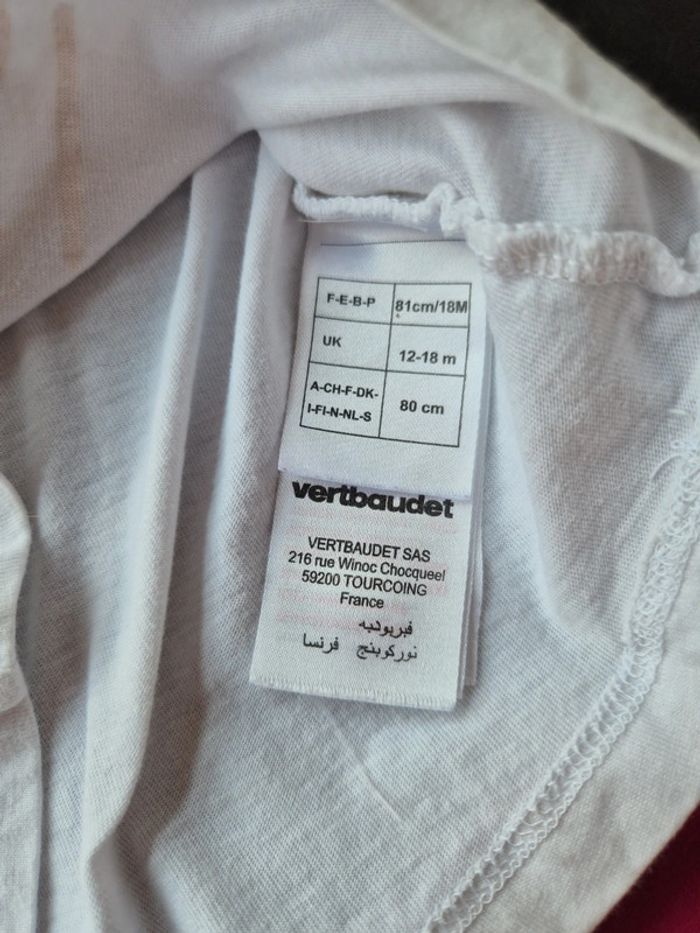 F-E-B-P 81cm/18M
UK 12-18 m
A-CH-F-DK- 80 cm
I-FI-N-NL-S
vertbaudet
VERTBAUDET SAS
216 rue Winoc Chocqueel
59200 TOURCOING
France
فيربوديه
توركوينج فرنسا